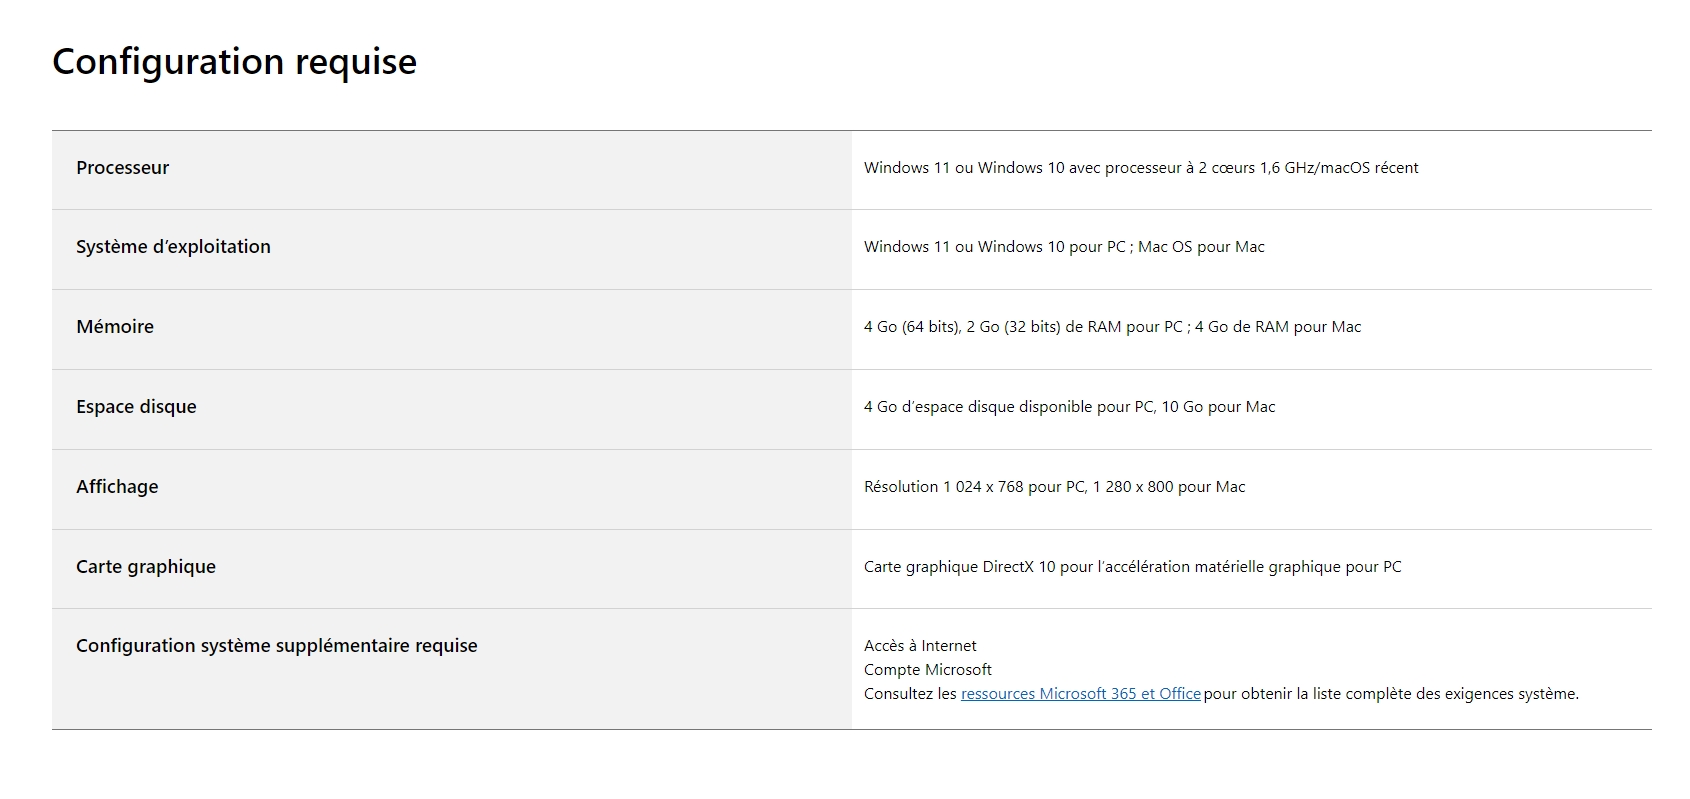 Configuration requise
Processeur
Windows 11 ou Windows 10 avec processeur à 2 cœurs 1,6 GHz/macOS récent
Système d’exploitation
Windows 11 ou Windows 10 pour PC ; Mac OS pour Mac
Mémoire
4 Go (64 bits), 2 Go (32 bits) de RAM pour PC ; 4 Go de RAM pour Mac
Espace disque
4 Go d’espace disque disponible pour PC, 10 Go pour Mac
Affichage
Résolution 1 024 x 768 pour PC, 1 280 x 800 pour Mac
Carte graphique
Carte graphique DirectX 10 pour l’accélération matérielle graphique pour PC
Configuration système supplémentaire requise
Accès à Internet
Compte Microsoft
Consultez les ressources Microsoft 365 et Office pour obtenir la liste complète des exigences système.